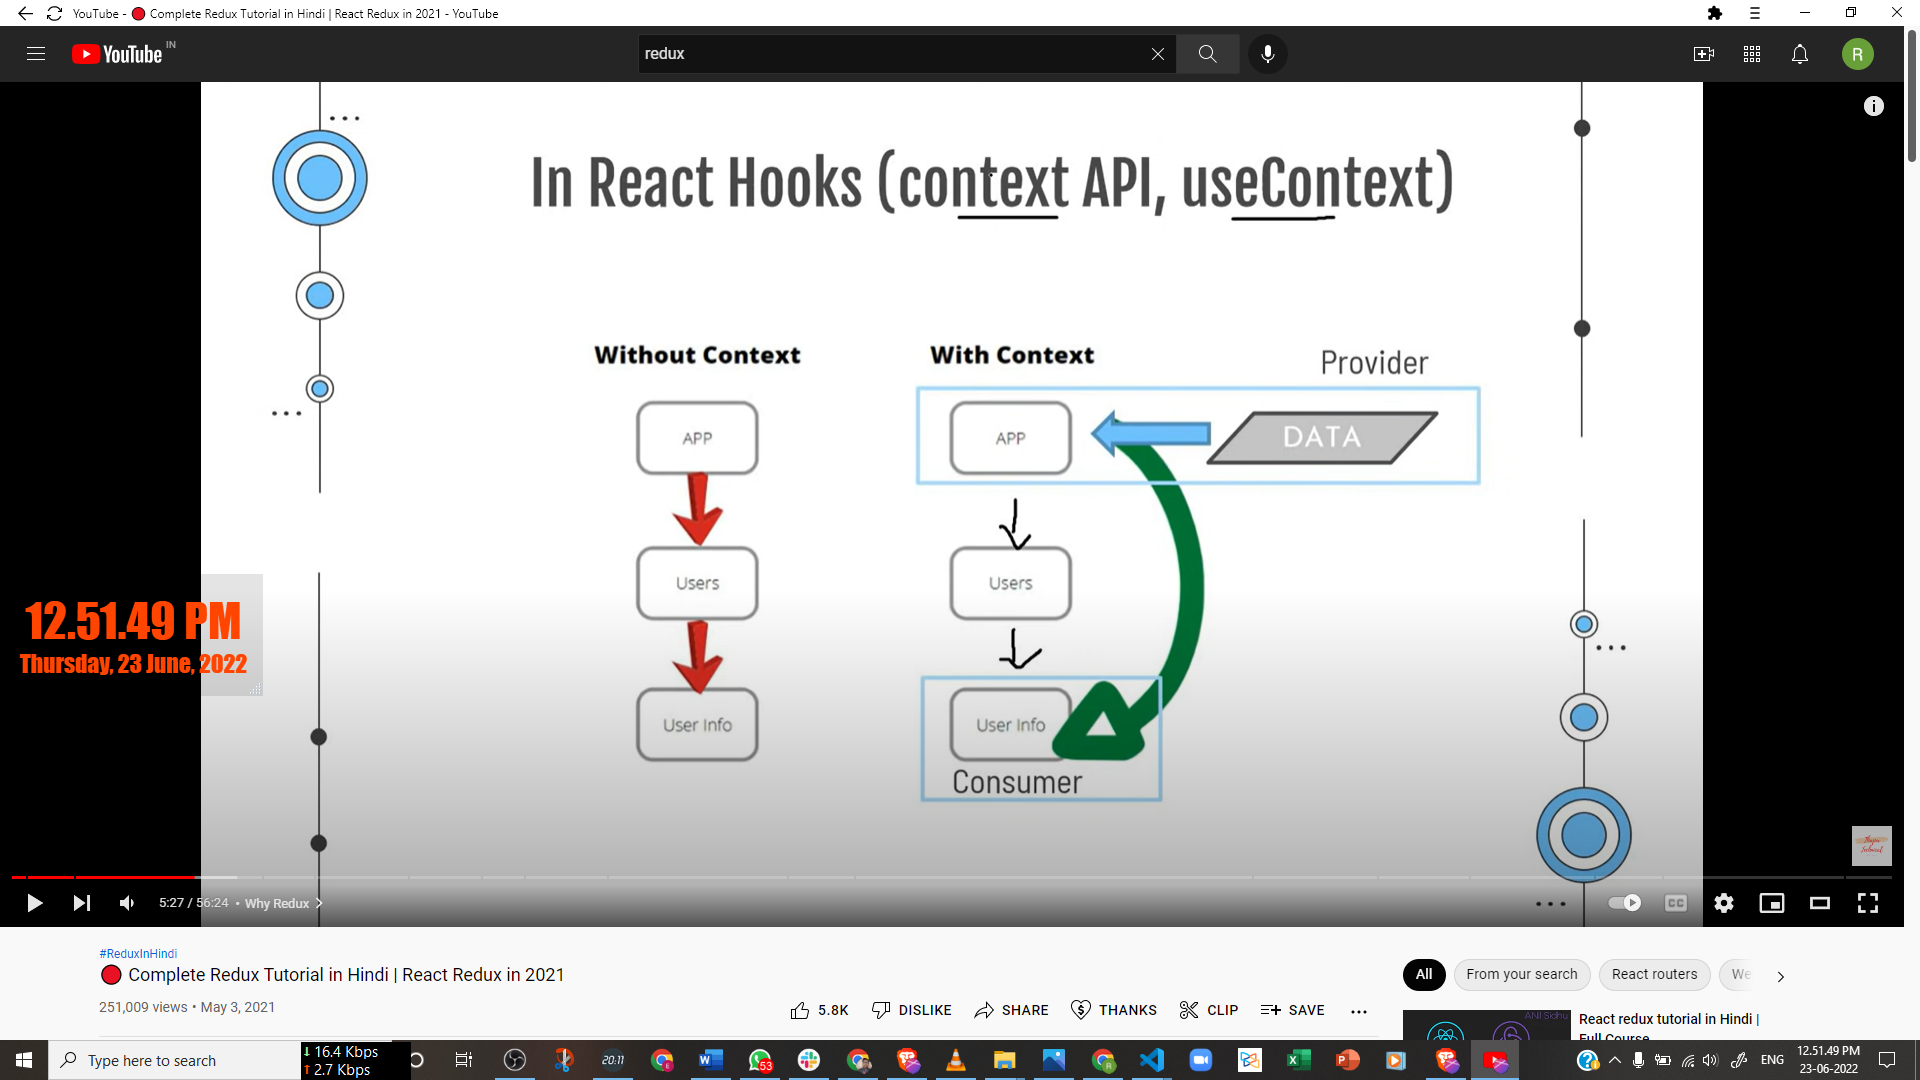 YouTube - 🔴 Complete Redux Tutorial in Hindi | React Redux in 2021 - YouTube
YouTube IN
redux
R
In React Hooks (context API, useContext)
Without Context
With Context
Provider
APP
APP
DATA
Users
Users
User Info
User Info
Consumer
12.51.49 PM
Thursday, 23 June, 2022
5:27 / 56:24 • Why Redux
CC
#ReduxInHindi
🔴 Complete Redux Tutorial in Hindi | React Redux in 2021
251,009 views • May 3, 2021
5.8K DISLIKE SHARE THANKS CLIP SAVE
All From your search React routers We
React redux tutorial in Hindi |
Full Course
Type here to search
16.4 Kbps
2.7 Kbps
20:11
53
ENG
12.51.49 PM
23-06-2022